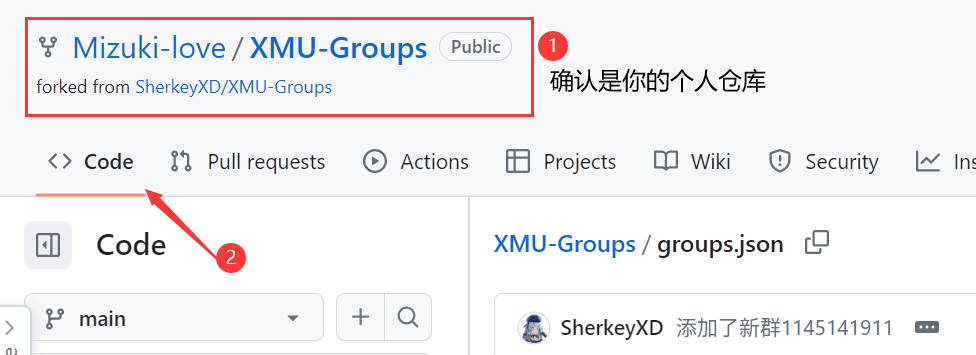 Mizuki-love / XMU-Groups Public 1
forked from SherkeyXD/XMU-Groups
确认是你的个人仓库
Code Pull requests Actions Projects Wiki Security Ins
2
Code
XMU-Groups / groups.json
main
SherkeyXD 添加了新群1145141911
e